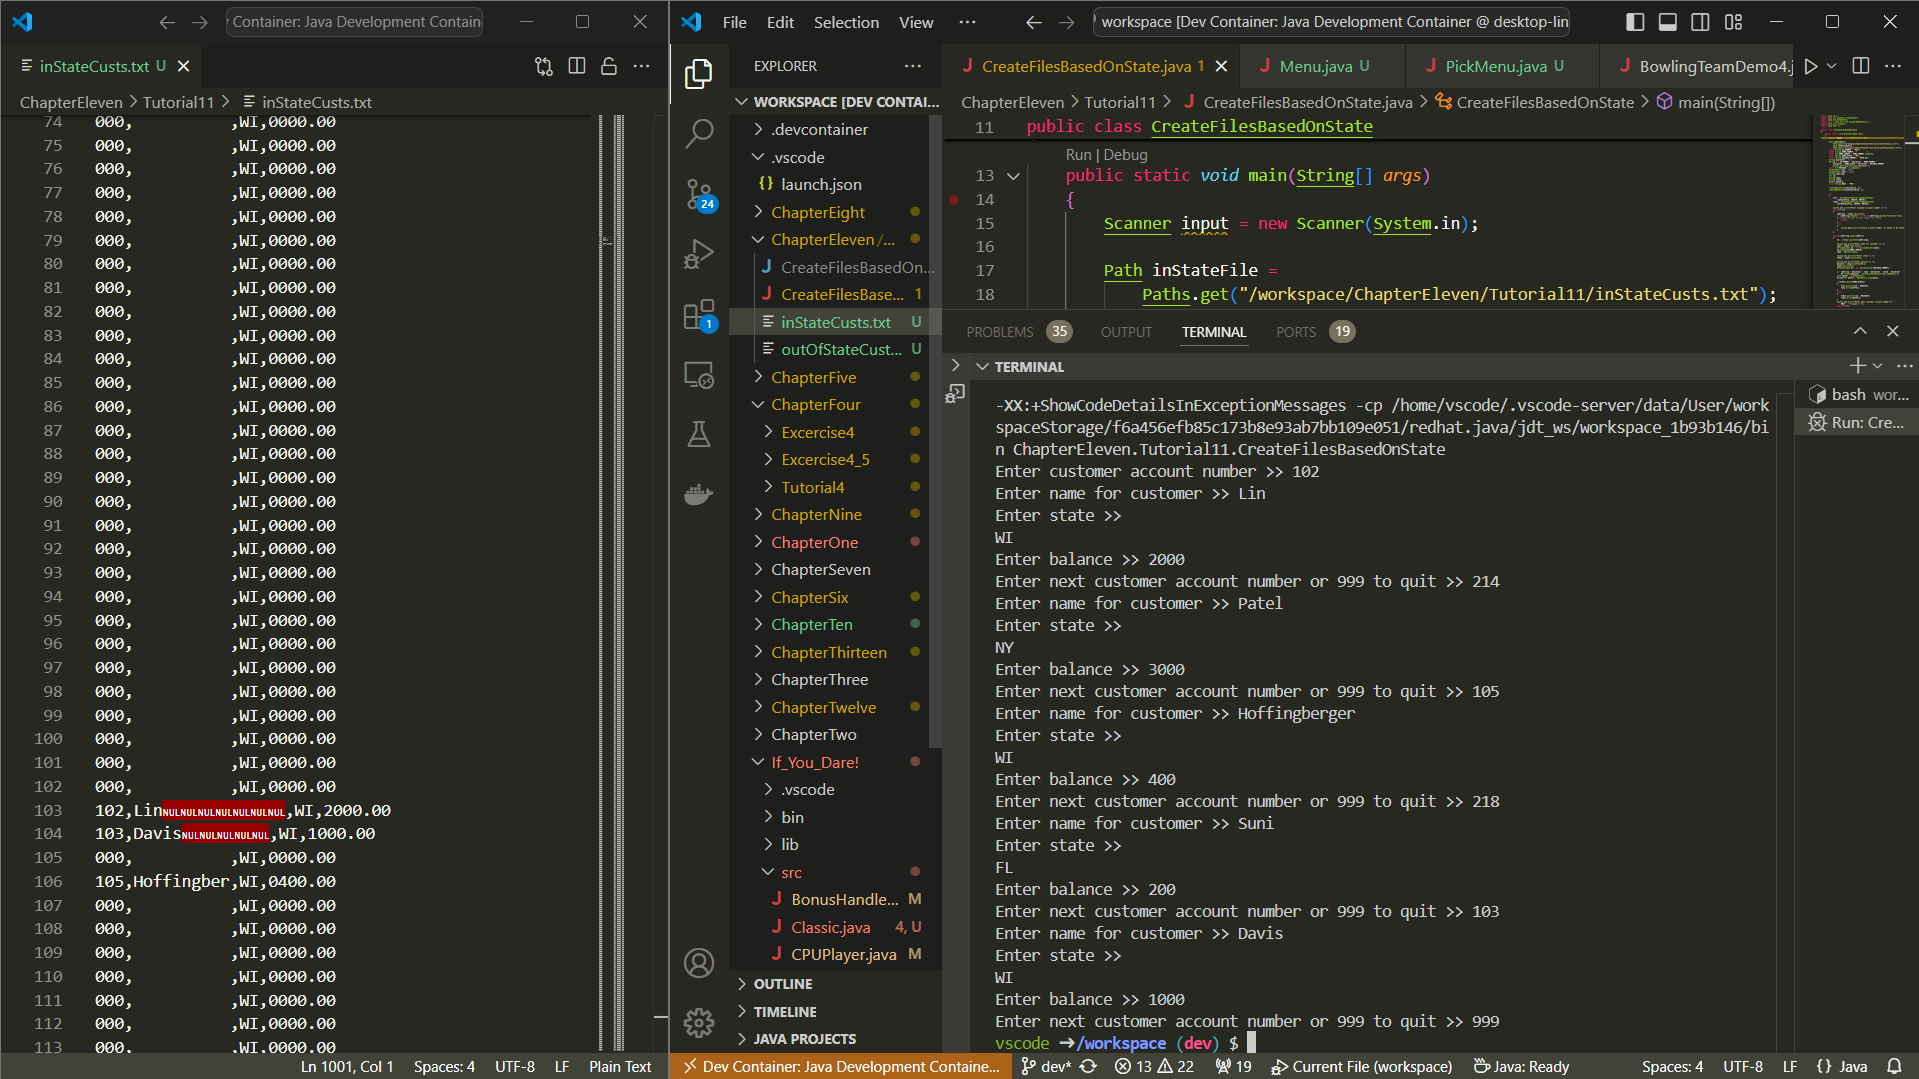 Container: Java Development Contain
inStateCusts.txt U
ChapterEleven > Tutorial11 > inStateCusts.txt
74 000,              ,WI,0000.00
75 000,              ,WI,0000.00
76 000,              ,WI,0000.00
77 000,              ,WI,0000.00
78 000,              ,WI,0000.00
79 000,              ,WI,0000.00
80 000,              ,WI,0000.00
81 000,              ,WI,0000.00
82 000,              ,WI,0000.00
83 000,              ,WI,0000.00
84 000,              ,WI,0000.00
85 000,              ,WI,0000.00
86 000,              ,WI,0000.00
87 000,              ,WI,0000.00
88 000,              ,WI,0000.00
89 000,              ,WI,0000.00
90 000,              ,WI,0000.00
91 000,              ,WI,0000.00
92 000,              ,WI,0000.00
93 000,              ,WI,0000.00
94 000,              ,WI,0000.00
95 000,              ,WI,0000.00
96 000,              ,WI,0000.00
97 000,              ,WI,0000.00
98 000,              ,WI,0000.00
99 000,              ,WI,0000.00
100 000,              ,WI,0000.00
101 000,              ,WI,0000.00
102 000,              ,WI,0000.00
103 102,LinNULNULNULNULNULNULNUL,WI,2000.00
104 103,DavisNULNULNULNULNUL,WI,1000.00
105 000,              ,WI,0000.00
106 105,Hoffingber,WI,0400.00
107 000,              ,WI,0000.00
108 000,              ,WI,0000.00
109 000,              ,WI,0000.00
110 000,              ,WI,0000.00
111 000,              ,WI,0000.00
112 000,              ,WI,0000.00
113 000,              ,WI,0000.00
Ln 1001, Col 1 Spaces: 4 UTF-8 LF Plain Text
File Edit Selection View ··· workspace [Dev Container: Java Development Container @ desktop-lin
24
1
EXPLORER ···
WORKSPACE [DEV CONTAI...
.devcontainer
.vscode
{} launch.json
ChapterEight
ChapterEleven /...
J CreateFilesBasedOn...
J CreateFilesBase... 1
inStateCusts.txt U
outOfStateCust... U
ChapterFive
ChapterFour
Excercise4
Excercise4_5
Tutorial4
ChapterNine
ChapterOne
ChapterSeven
ChapterSix
ChapterTen
ChapterThirteen
ChapterThree
ChapterTwelve
ChapterTwo
If_You_Dare!
.vscode
bin
lib
src
J BonusHandle... M
J Classic.java 4, U
J CPUPlayer.java M
OUTLINE
TIMELINE
JAVA PROJECTS
J CreateFilesBasedOnState.java 1 J Menu.java U J PickMenu.java U J BowlingTeamDemo4.j
ChapterEleven > Tutorial11 > J CreateFilesBasedOnState.java > CreateFilesBasedOnState > main(String[])
11 public class CreateFilesBasedOnState
Run | Debug
13 public static void main(String[] args)
14 {
15 Scanner input = new Scanner(System.in);
16
17 Path inStateFile =
18 Paths.get("/workspace/ChapterEleven/Tutorial11/inStateCusts.txt");
PROBLEMS 35 OUTPUT TERMINAL PORTS 19
TERMINAL
bash wor...
Run: Cre...
-XX:+ShowCodeDetailsInExceptionMessages -cp /home/vscode/.vscode-server/data/User/work
spaceStorage/f6a456efb85c173b8e93ab7bb109e051/redhat.java/jdt_ws/workspace_1b93b146/bi
n ChapterEleven.Tutorial11.CreateFilesBasedOnState
Enter customer account number >> 102
Enter name for customer >> Lin
Enter state >>
WI
Enter balance >> 2000
Enter next customer account number or 999 to quit >> 214
Enter name for customer >> Patel
Enter state >>
NY
Enter balance >> 3000
Enter next customer account number or 999 to quit >> 105
Enter name for customer >> Hoffingberger
Enter state >>
WI
Enter balance >> 400
Enter next customer account number or 999 to quit >> 218
Enter name for customer >> Suni
Enter state >>
FL
Enter balance >> 200
Enter next customer account number or 999 to quit >> 103
Enter name for customer >> Davis
Enter state >>
WI
Enter balance >> 1000
Enter next customer account number or 999 to quit >> 999
vscode ➜/workspace (dev) $
Dev Container: Java Development Containe... dev* 13 22 19 Current File (workspace) Java: Ready Spaces: 4 UTF-8 LF {} Java